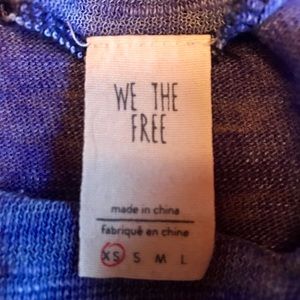 WE THE
FREE
made in china
fabriqué en chine
XS S M L